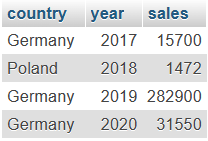 country year sales
Germany 2017 15700
Poland 2018 1472
Germany 2019 282900
Germany 2020 31550